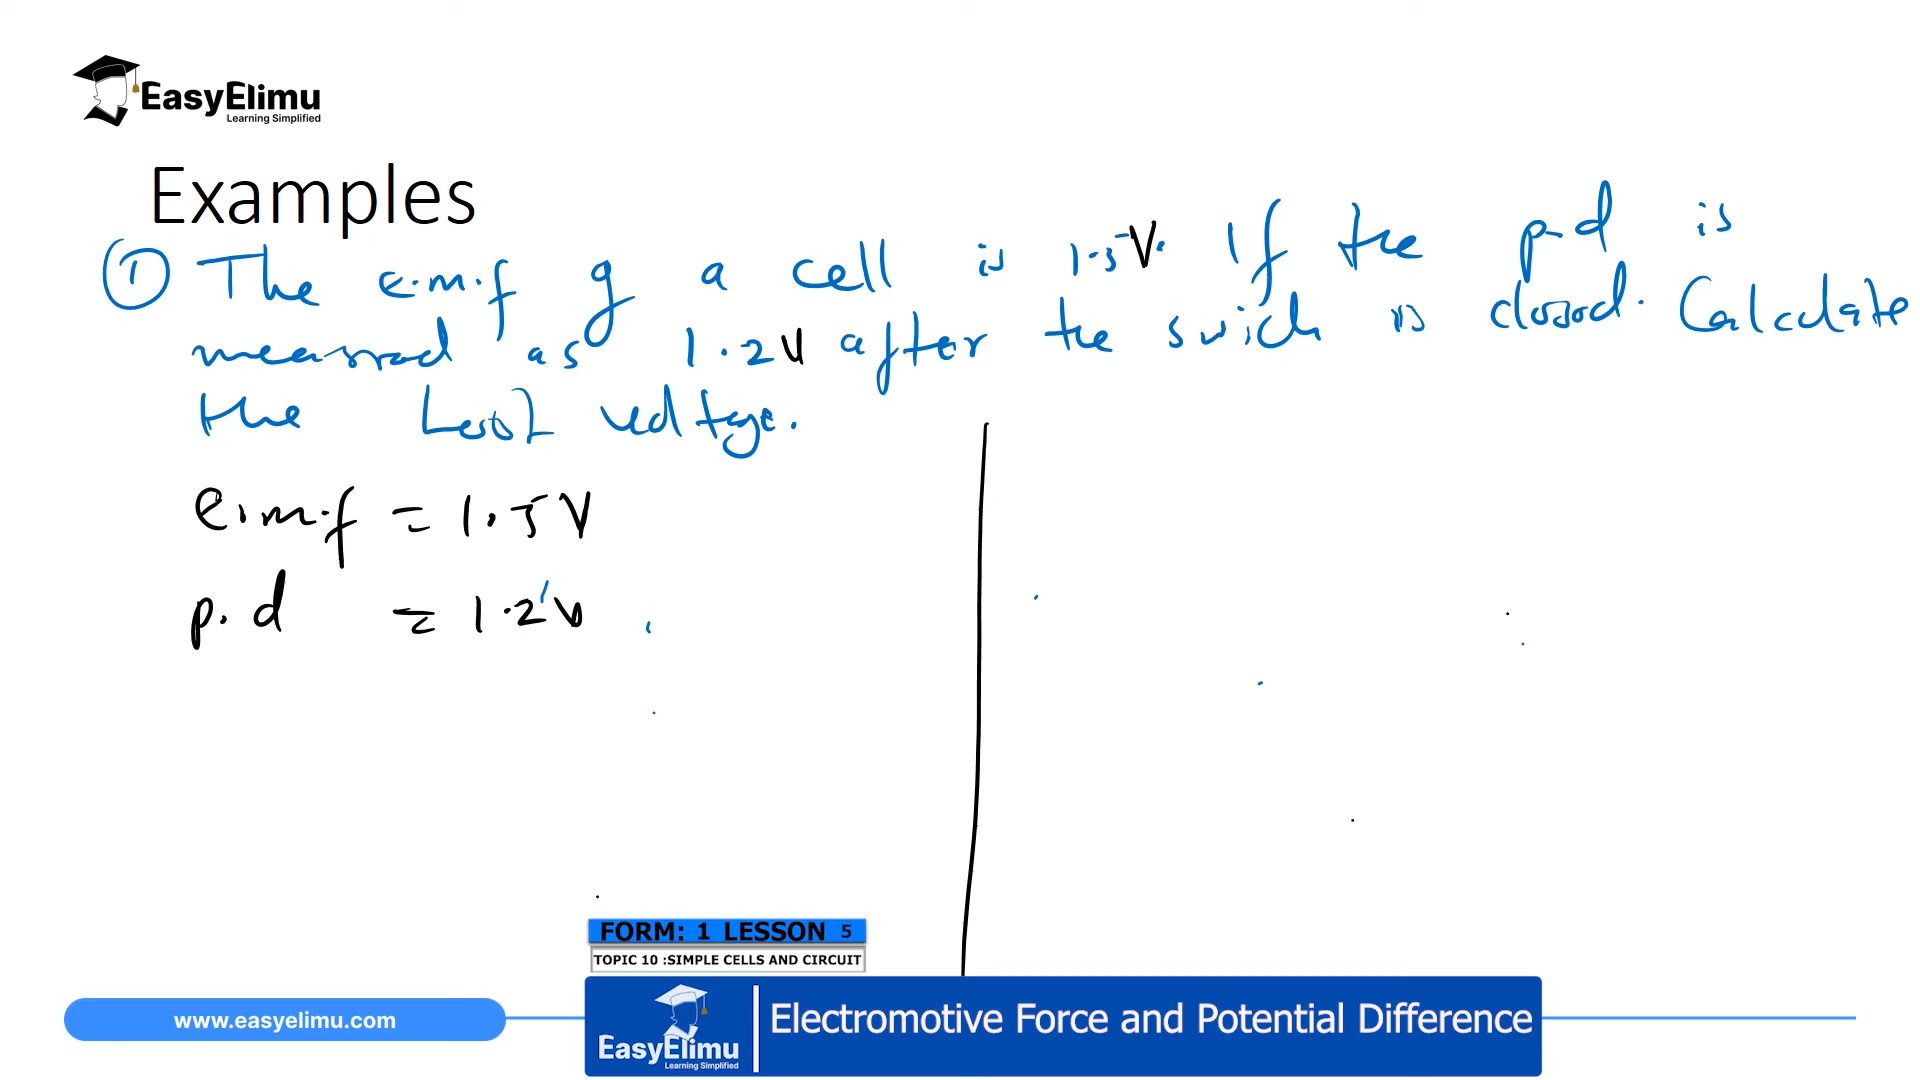 EasyElimu
Learning Simplified
Examples
① The e.m.f of a cell is 1.5V. If the p.d is
measured as 1.2V after the swich is closed. Calculate
the Lost voltage.
e.m.f = 1.5V
p.d = 1.2V
FORM: 1 LESSON 5
TOPIC 10 :SIMPLE CELLS AND CIRCUIT
www.easyelimu.com
EasyElimu
Learning Simplified
Electromotive Force and Potential Difference